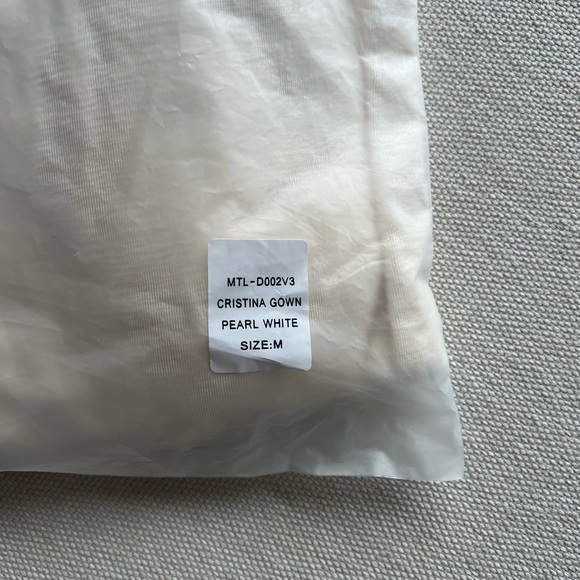 MTL-D002V3
CRISTINA GOWN
PEARL WHITE
SIZE:M